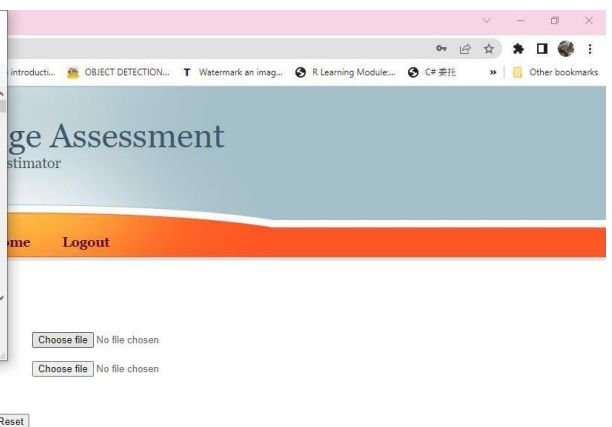 introducti... OBJECT DETECTION... T Watermark an imag... R Learning Module:... C# 委托 » Other bookmarks
ge Assessment
stimator
ome Logout
Choose file No file chosen
Choose file No file chosen
Reset